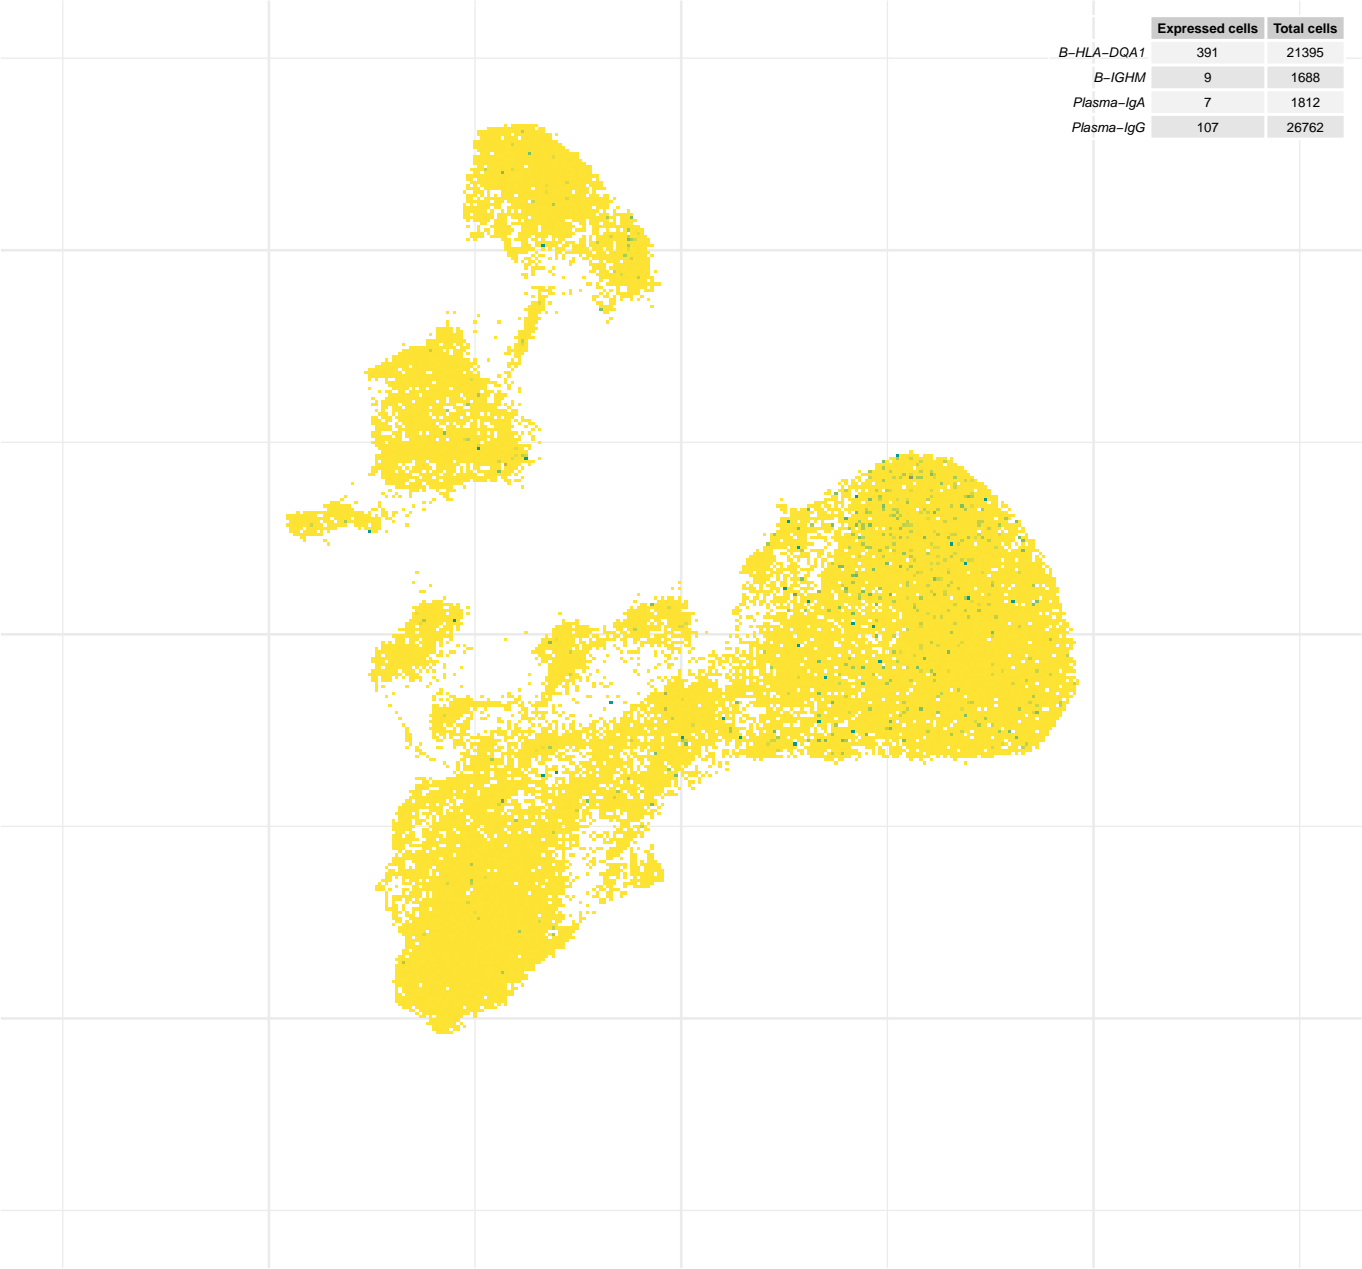 Expressed cells Total cells
B−HLA−DQA1 391 21395
B−IGHM 9 1688
Plasma−IgA 7 1812
Plasma−IgG 107 26762